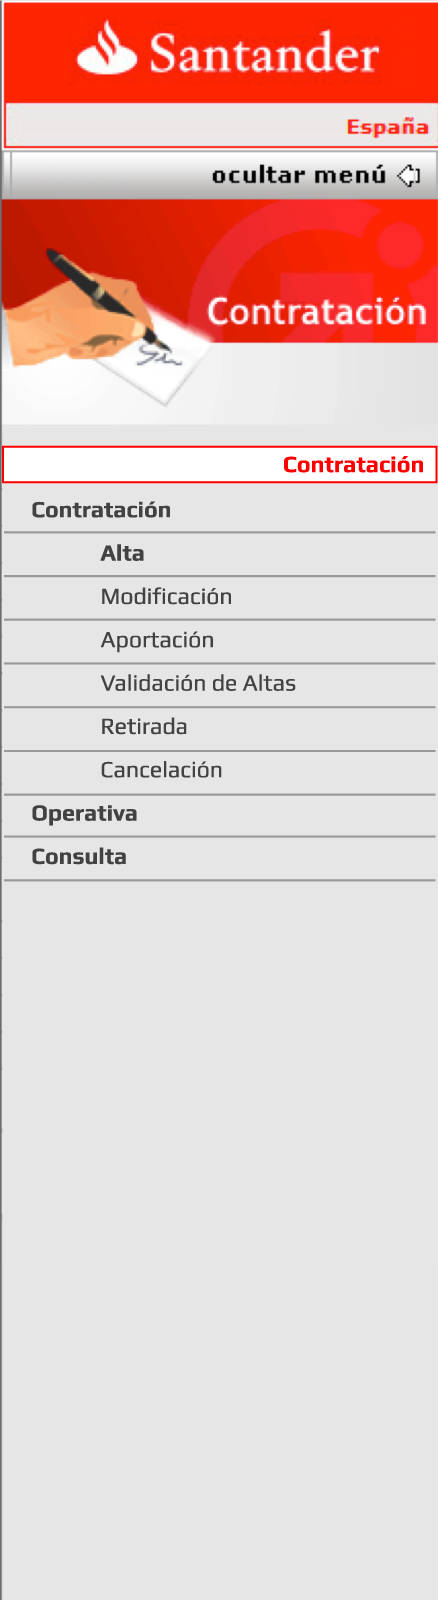 Santander
España
ocultar menú
Contratación
Contratación
Contratación
Alta
Modificación
Aportación
Validación de Altas
Retirada
Cancelación
Operativa
Consulta